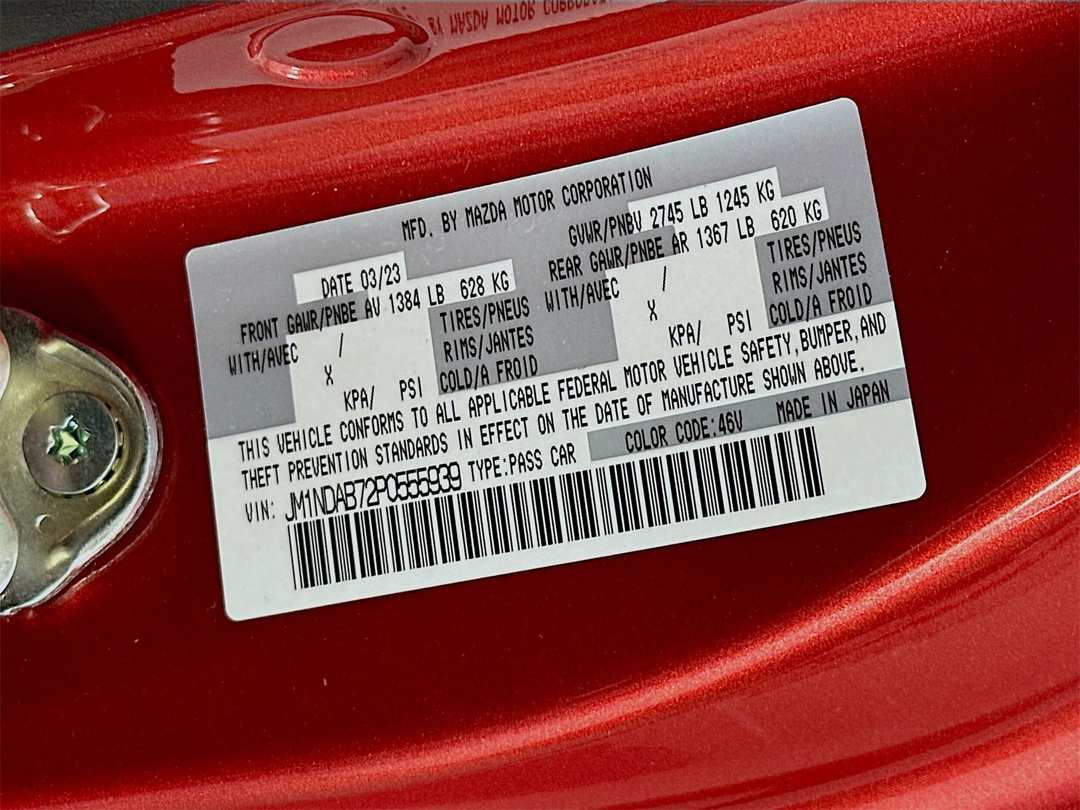 BY MAZDA MOTOR
MFD. BY MAZDA MOTOR CORPORATION
DATE 03/23
GVWR/PNBV 2745 LB 1245 KG
FRONT GAWR/PNBE AV 1384 LB 628 KG
REAR GAWR/PNBE AR 1367 LB 620 KG
WITH/AVEC / TIRES/PNEUS
X RIMS/JANTES
KPA/ PSI COLD/A FROID
WITH/AVEC / TIRES/PNEUS
X RIMS/JANTES
KPA/ PSI COLD/A FROID
THIS VEHICLE CONFORMS TO ALL APPLICABLE FEDERAL MOTOR VEHICLE SAFETY, BUMPER, AND
THEFT PREVENTION STANDARDS IN EFFECT ON THE DATE OF MANUFACTURE SHOWN ABOVE.
COLOR CODE:46V MADE IN JAPAN
VIN: JM1NDAB72P0555939 TYPE:PASS CAR